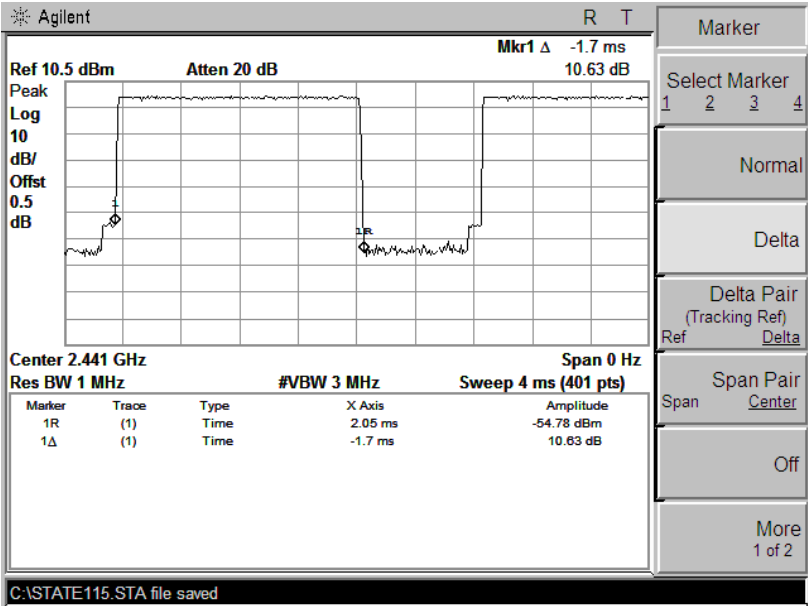 Agilent R T
Mkr1 Δ -1.7 ms
Ref 10.5 dBm Atten 20 dB 10.63 dB
Peak
Log
10
dB/
Offst
0.5
dB
1
1R
Center 2.441 GHz Span 0 Hz
Res BW 1 MHz #VBW 3 MHz Sweep 4 ms (401 pts)
Marker Trace Type X Axis Amplitude
1R (1) Time 2.05 ms -54.78 dBm
1Δ (1) Time -1.7 ms 10.63 dB
C:\STATE115.STA file saved
Marker
Select Marker
1 2 3 4
Normal
Delta
Delta Pair
(Tracking Ref)
Ref Delta
Span Pair
Span Center
Off
More
1 of 2